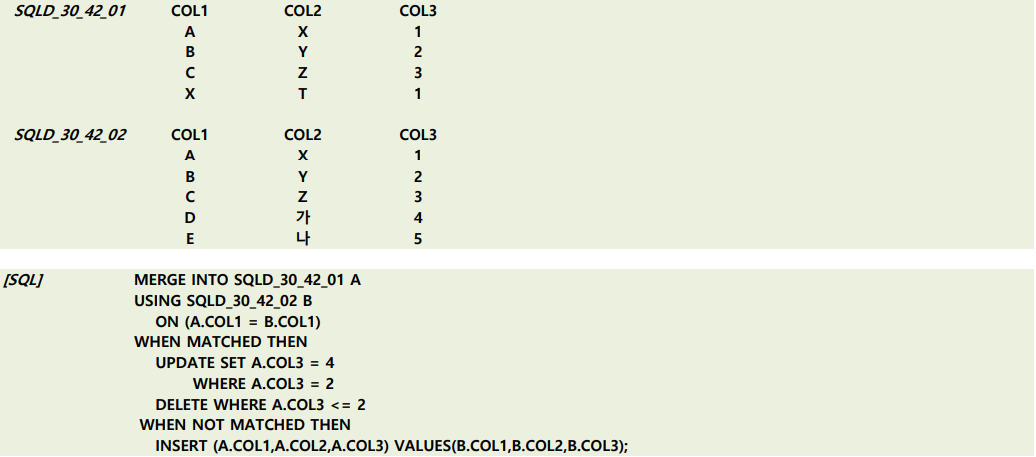 SQLD_30_42_01 COL1 COL2 COL3
A X 1
B Y 2
C Z 3
X T 1
SQLD_30_42_02 COL1 COL2 COL3
A X 1
B Y 2
C Z 3
D 가 4
E 나 5
[SQL] MERGE INTO SQLD_30_42_01 A
USING SQLD_30_42_02 B
ON (A.COL1 = B.COL1)
WHEN MATCHED THEN
UPDATE SET A.COL3 = 4
WHERE A.COL3 = 2
DELETE WHERE A.COL3 <= 2
WHEN NOT MATCHED THEN
INSERT (A.COL1,A.COL2,A.COL3) VALUES(B.COL1,B.COL2,B.COL3);